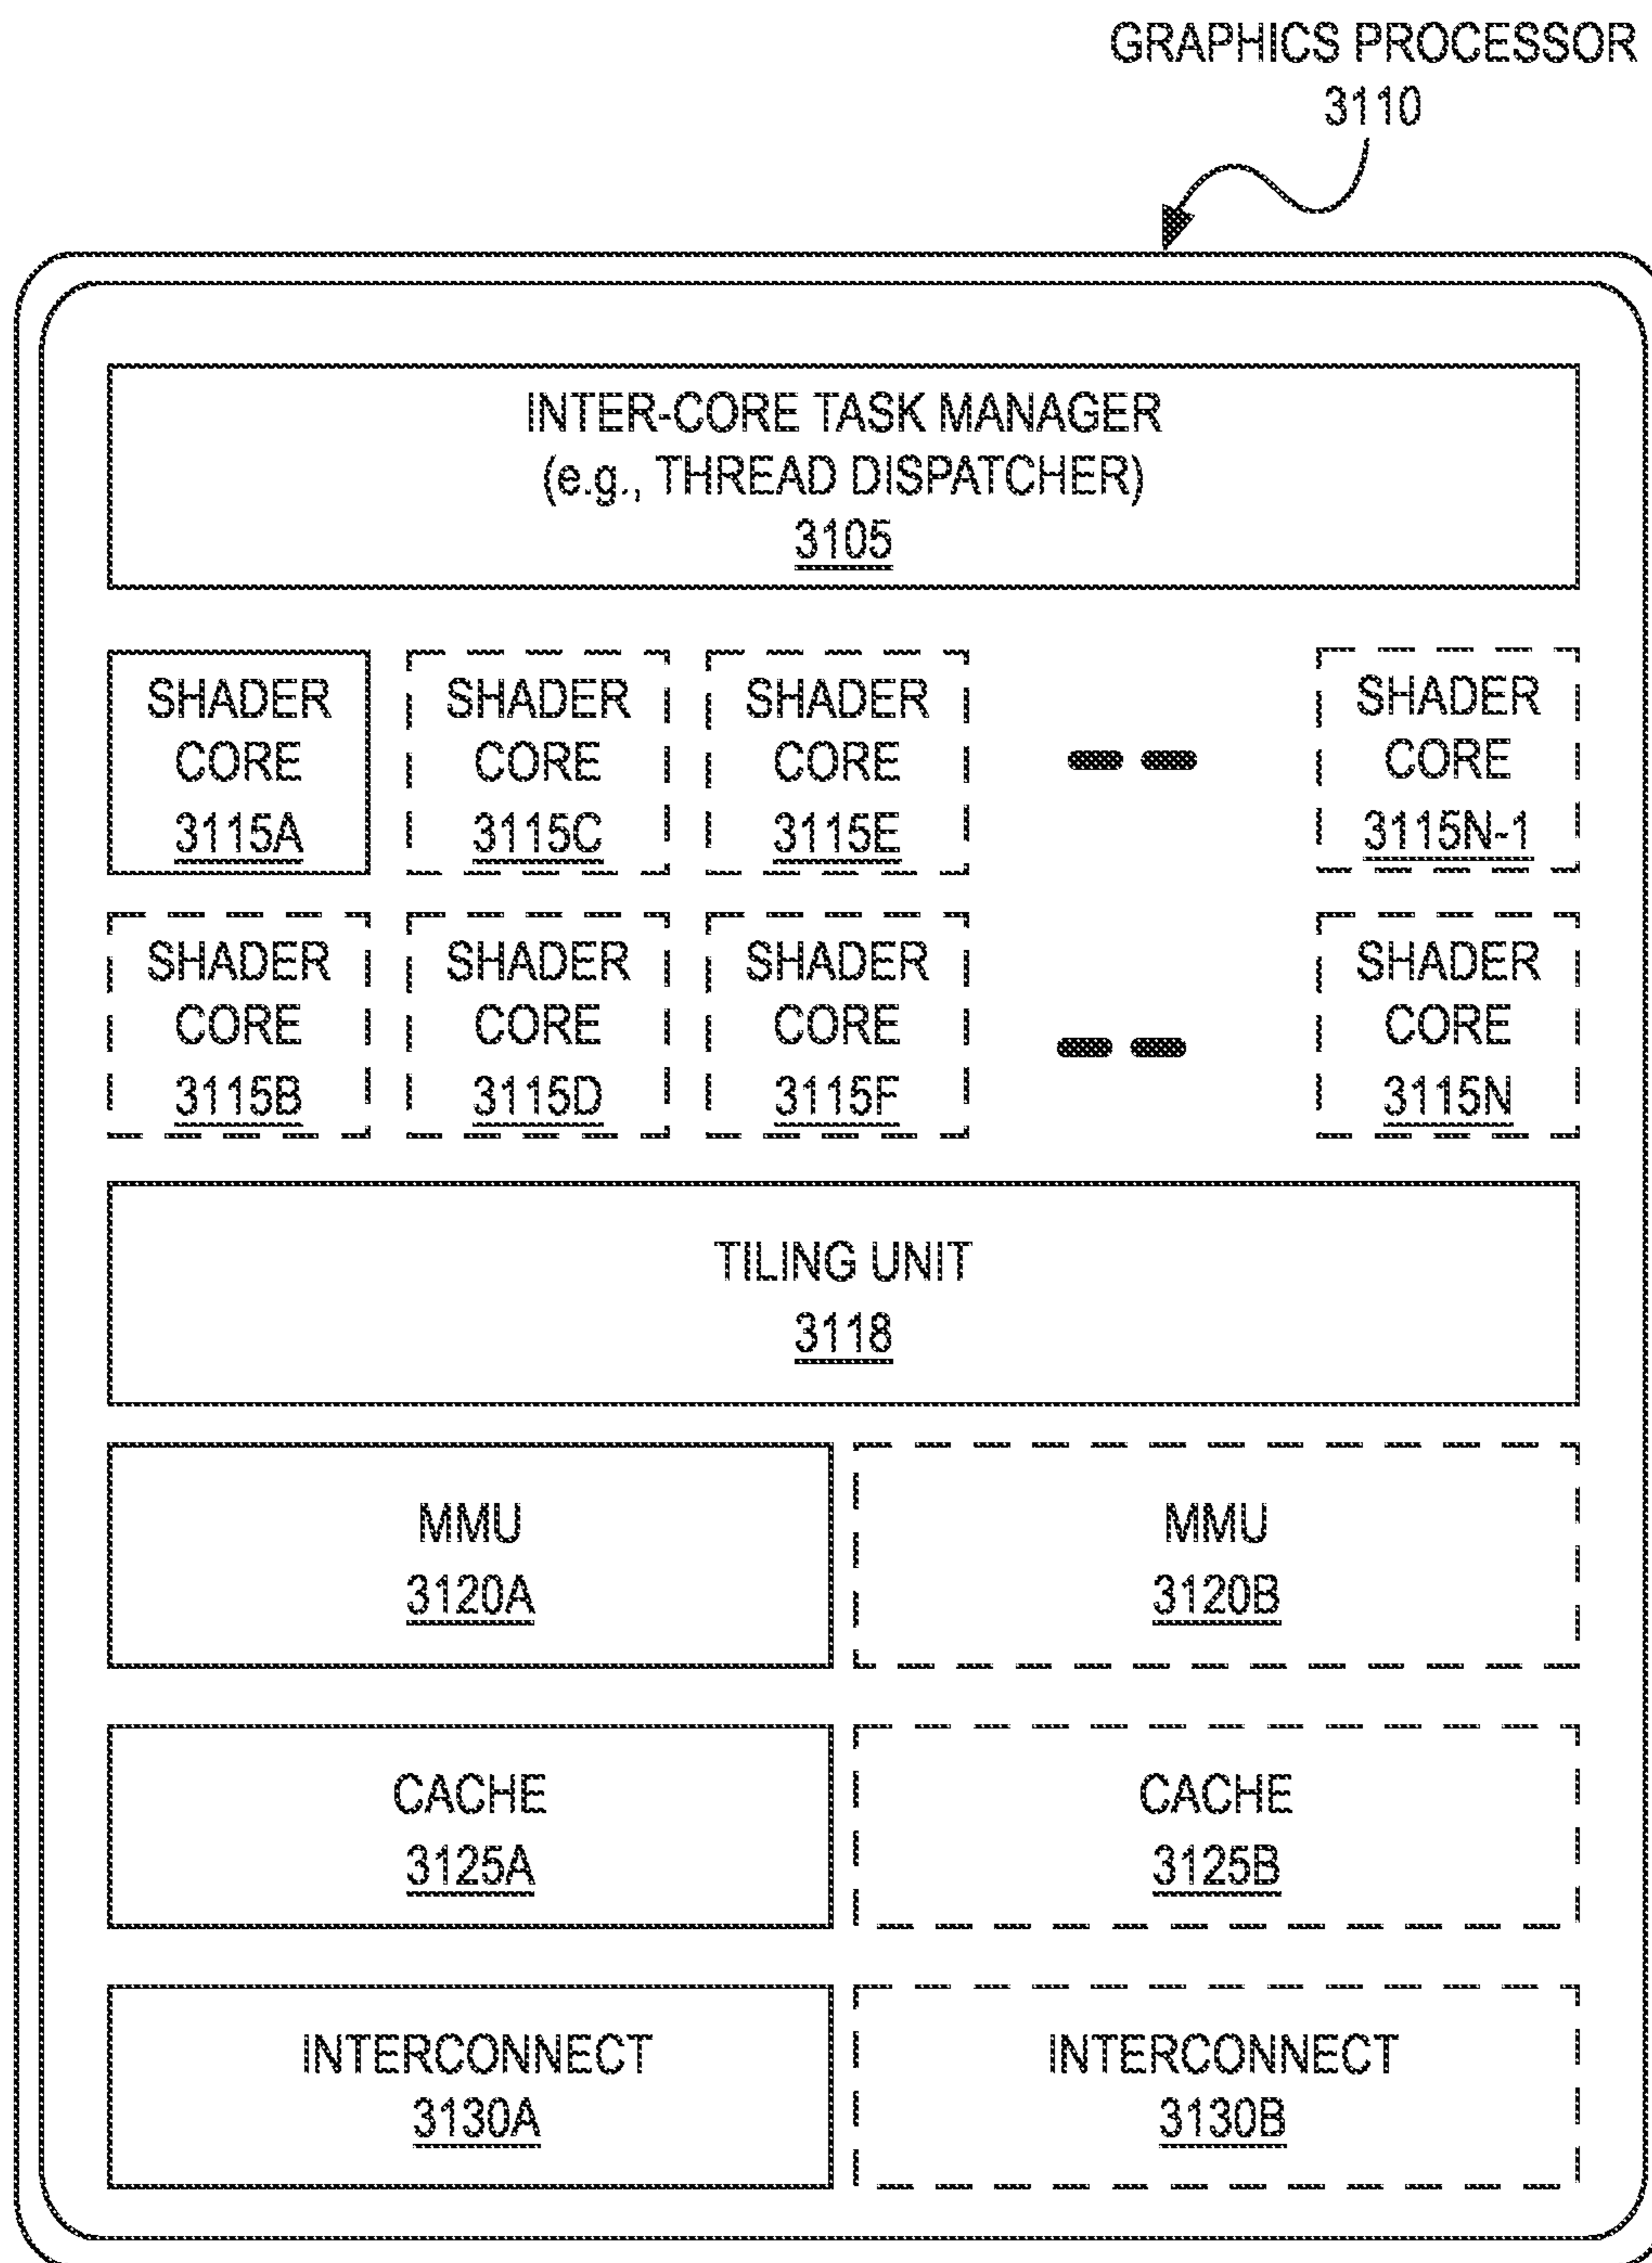 GRAPHICS PROCESSOR
3110
INTER-CORE TASK MANAGER
(e.g., THREAD DISPATCHER)
3105
SHADER
CORE
3115A
SHADER
CORE
3115C
SHADER
CORE
3115E
SHADER
CORE
3115N-1
SHADER
CORE
3115B
SHADER
CORE
3115D
SHADER
CORE
3115F
SHADER
CORE
3115N
TILING UNIT
3118
MMU
3120A
MMU
3120B
CACHE
3125A
CACHE
3125B
INTERCONNECT
3130A
INTERCONNECT
3130B